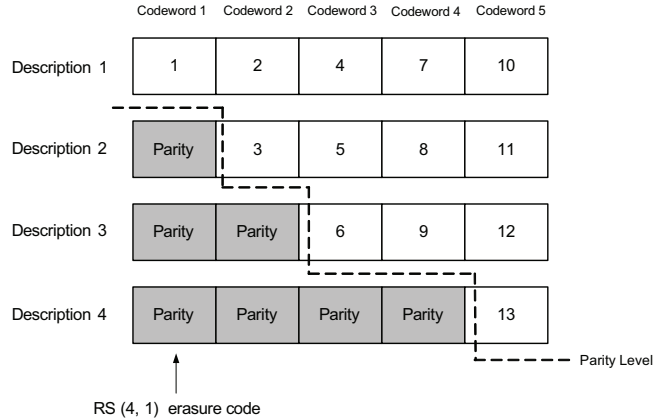 Codeword 1 Codeword 2 Codeword 3 Codeword 4 Codeword 5
Description 1 1 2 4 7 10
Description 2 Parity 3 5 8 11
Description 3 Parity Parity 6 9 12
Description 4 Parity Parity Parity Parity 13
Parity Level
RS (4, 1) erasure code